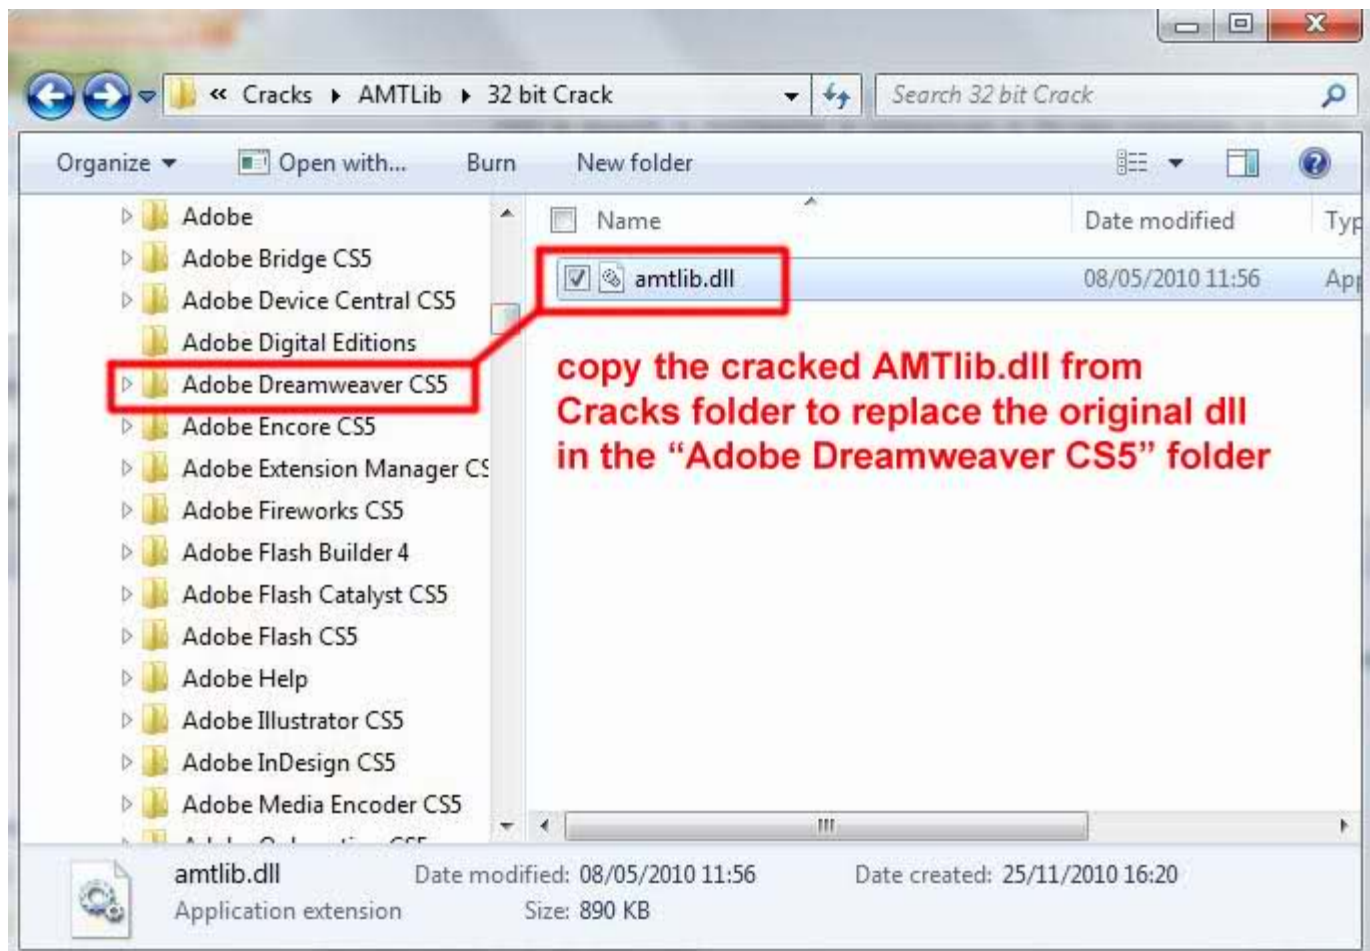 « Cracks ▸ AMTLib ▸ 32 bit Crack
Search 32 bit Crack
Organize Open with... Burn New folder
Adobe
Adobe Bridge CS5
Adobe Device Central CS5
Adobe Digital Editions
Adobe Dreamweaver CS5
Adobe Encore CS5
Adobe Extension Manager CS
Adobe Fireworks CS5
Adobe Flash Builder 4
Adobe Flash Catalyst CS5
Adobe Flash CS5
Adobe Help
Adobe Illustrator CS5
Adobe InDesign CS5
Adobe Media Encoder CS5
Name Date modified Typ
amtlib.dll 08/05/2010 11:56 App
copy the cracked AMTlib.dll from
Cracks folder to replace the original dll
in the “Adobe Dreamweaver CS5” folder
amtlib.dll Date modified: 08/05/2010 11:56 Date created: 25/11/2010 16:20
Application extension Size: 890 KB